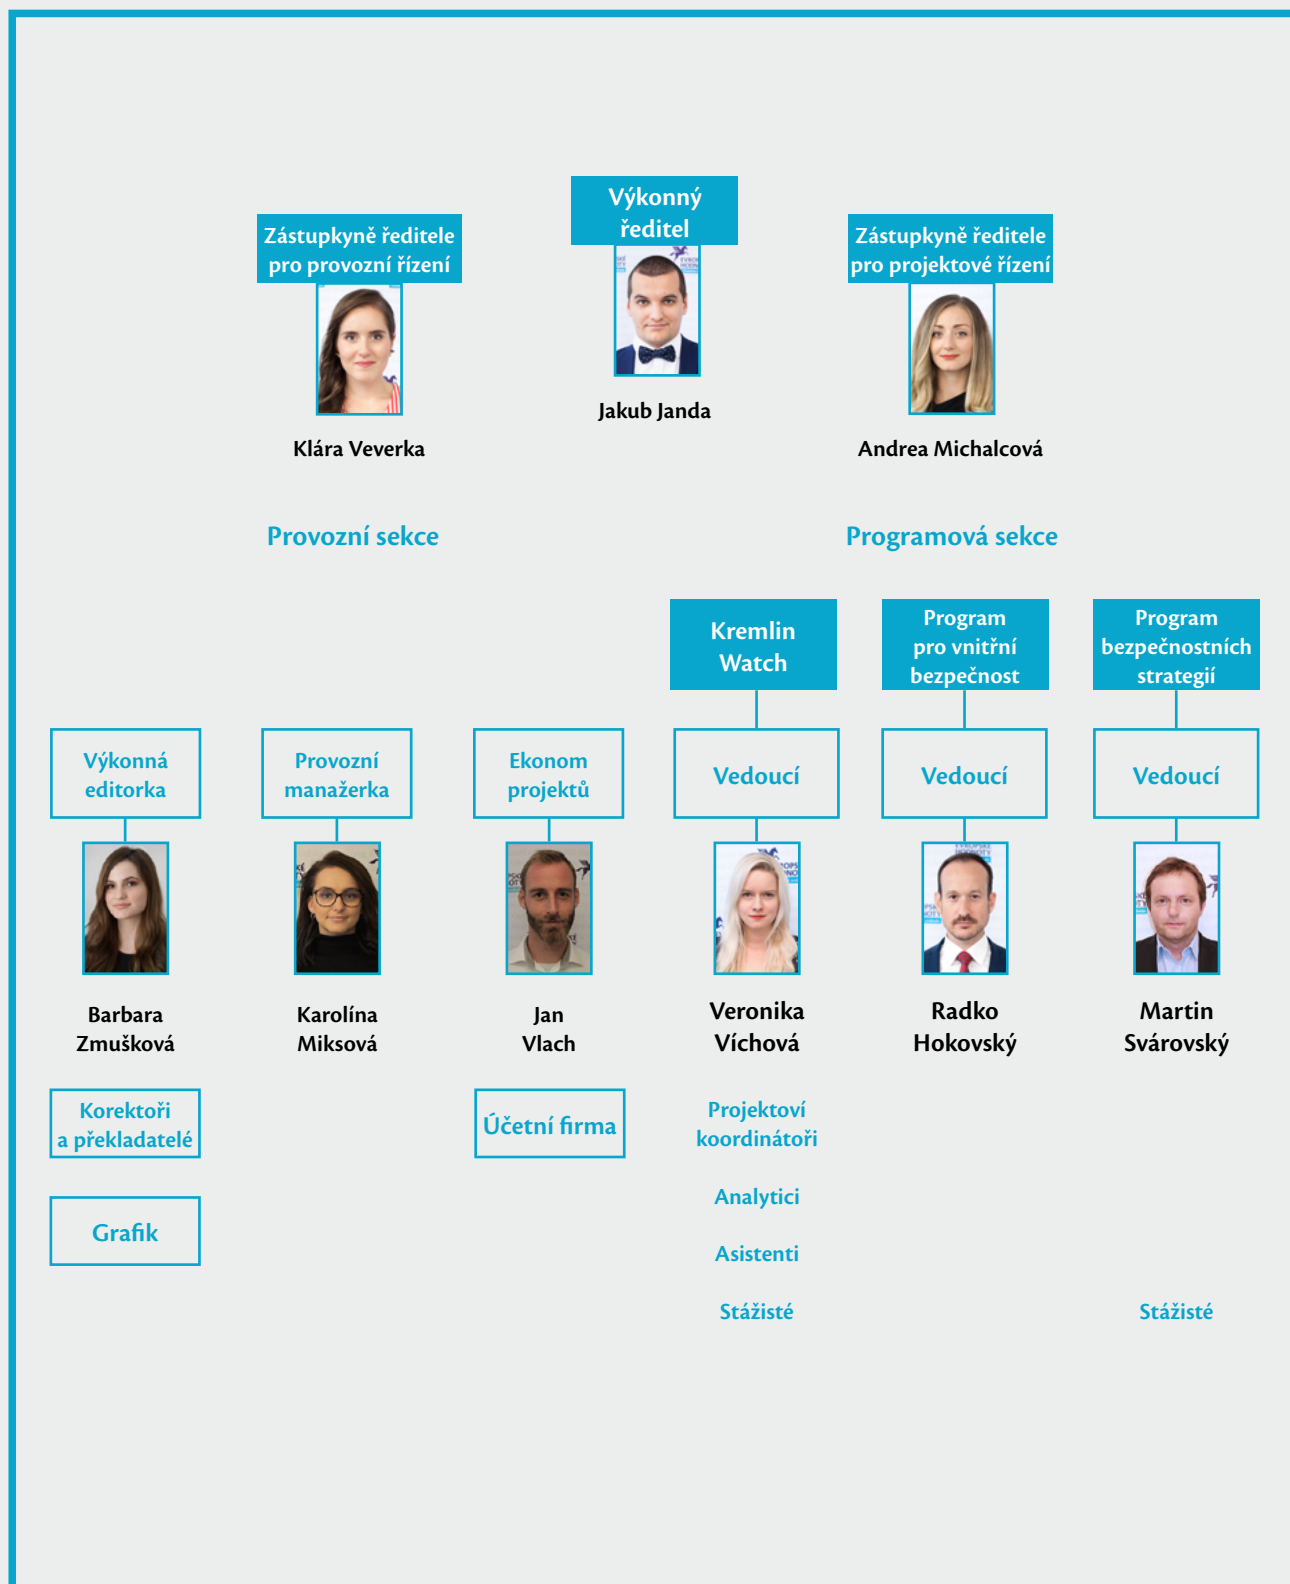 Výkonný
ředitel
Zástupkyně ředitele
pro provozní řízení
Zástupkyně ředitele
pro projektové řízení
Jakub Janda
Klára Veverka
Andrea Michalcová
Provozní sekce
Programová sekce
Kremlin
Watch
Program
pro vnitřní
bezpečnost
Program
bezpečnostních
strategií
Výkonná
editorka
Provozní
manažerka
Ekonom
projektů
Vedoucí
Vedoucí
Vedoucí
Barbara
Zmušková
Karolína
Miksová
Jan
Vlach
Veronika
Víchová
Radko
Hokovský
Martin
Svárovský
Korektoři
a překladatelé
Účetní firma
Projektoví
koordinátoři
Grafik
Analytici
Asistenti
Stážisté
Stážisté